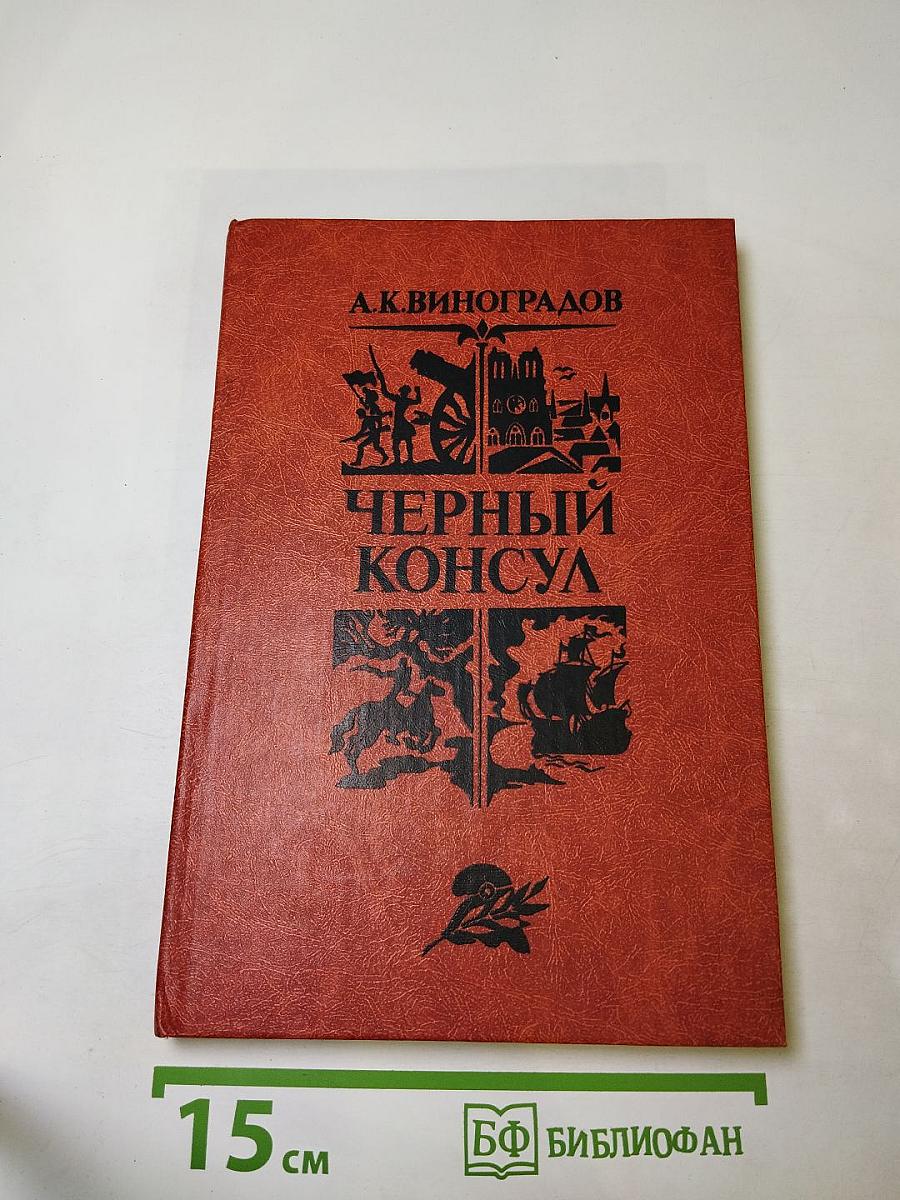 А.К.ВИНОГРАДОВ
ЧЕРНЫЙ
КОНСУЛ
15 см
БФ БИБЛИОФАН